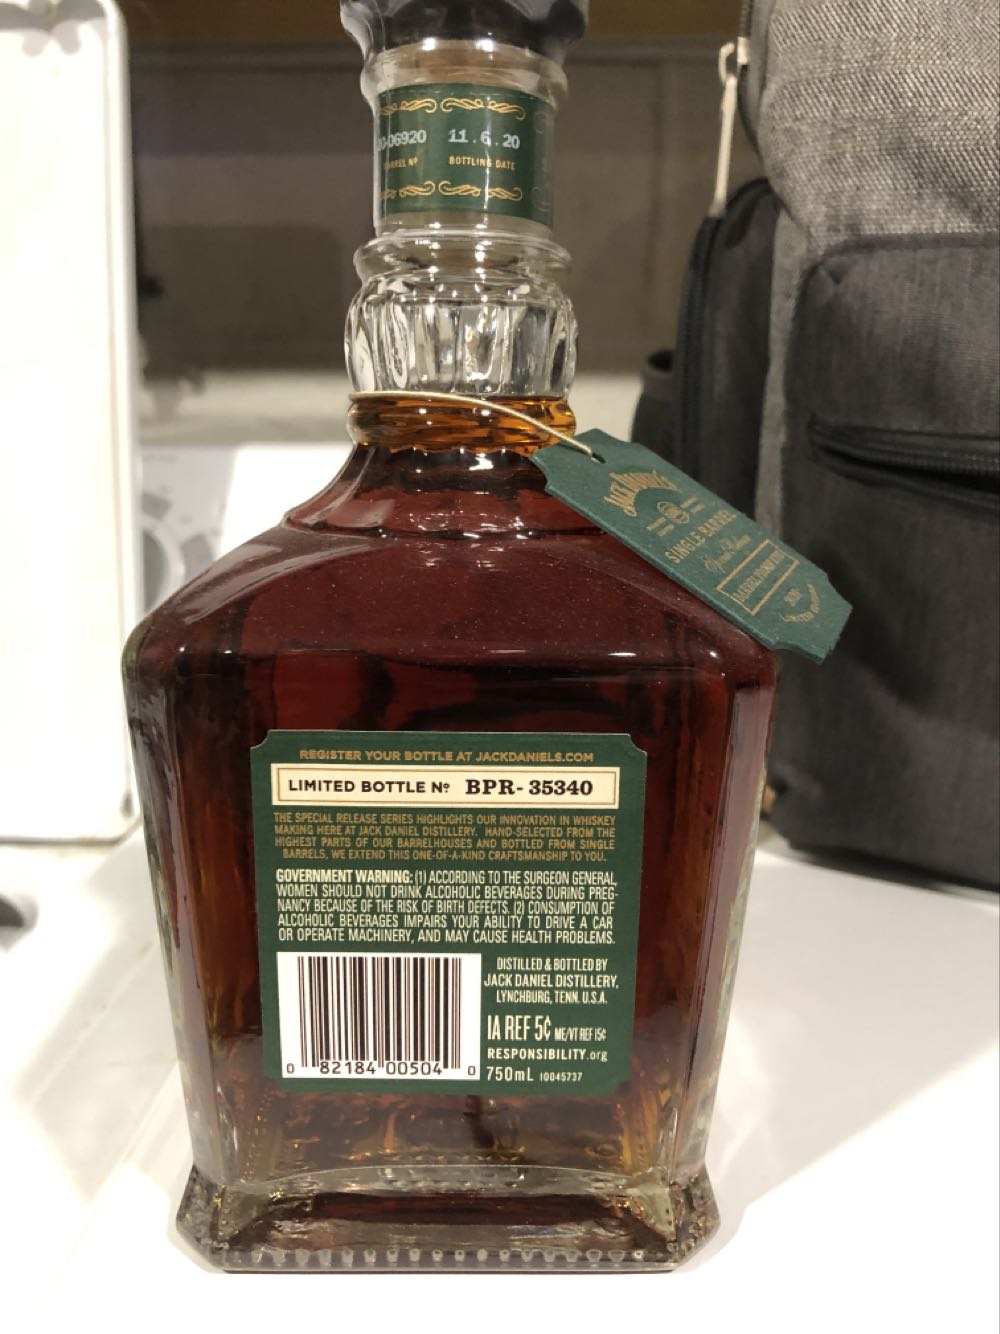 06920 11.6.20
BOTTLING DATE
JACK DANIEL'S
SINGLE BARREL
REGISTER YOUR BOTTLE AT JACKDANIELS.COM
LIMITED BOTTLE Nº BPR-35340
THE SPECIAL RELEASE SERIES HIGHLIGHTS OUR INNOVATION IN WHISKEY
MAKING HERE AT JACK DANIEL DISTILLERY. HAND-SELECTED FROM THE
HIGHEST PARTS OF OUR BARRELHOUSES AND BOTTLED FROM SINGLE
BARRELS, WE EXTEND THIS ONE-OF-A-KIND CRAFTSMANSHIP TO YOU.
GOVERNMENT WARNING: (1) ACCORDING TO THE SURGEON GENERAL,
WOMEN SHOULD NOT DRINK ALCOHOLIC BEVERAGES DURING PREG-
NANCY BECAUSE OF THE RISK OF BIRTH DEFECTS. (2) CONSUMPTION OF
ALCOHOLIC BEVERAGES IMPAIRS YOUR ABILITY TO DRIVE A CAR
OR OPERATE MACHINERY, AND MAY CAUSE HEALTH PROBLEMS.
DISTILLED & BOTTLED BY
JACK DANIEL DISTILLERY,
LYNCHBURG, TENN. U.S.A.
IA REF 5¢ ME/VT REF 15¢
RESPONSIBILITY.org
750mL 10045737
0 82184 00504 0